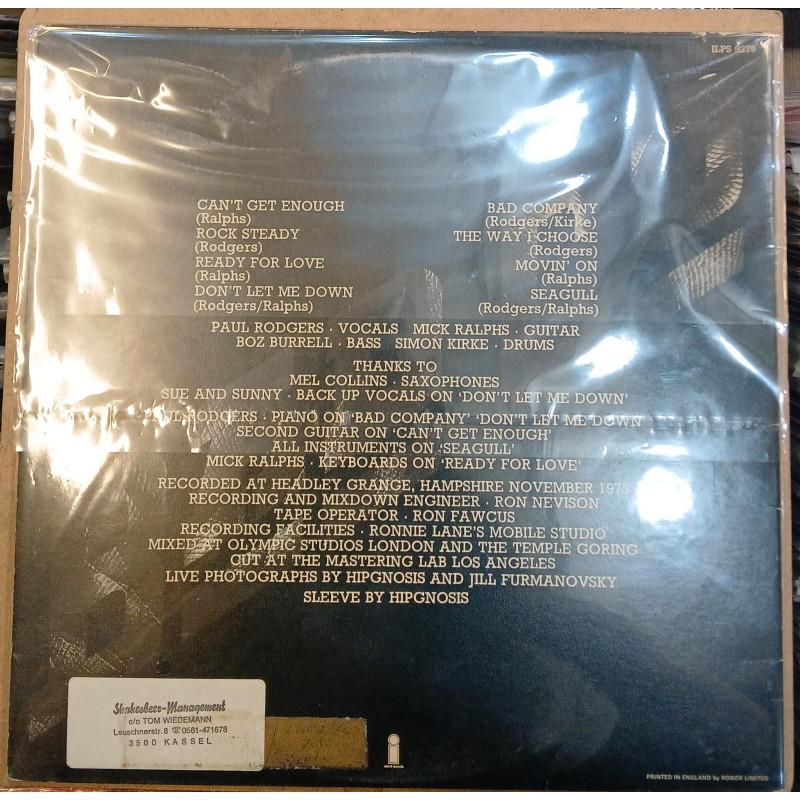 ILPS 9279
CAN'T GET ENOUGH
(Ralphs)
ROCK STEADY
(Rodgers)
READY FOR LOVE
(Ralphs)
DON'T LET ME DOWN
(Rodgers/Ralphs)
BAD COMPANY
(Rodgers/Kirke)
THE WAY I CHOOSE
(Rodgers)
MOVIN' ON
(Ralphs)
SEAGULL
(Rodgers/Ralphs)
PAUL RODGERS · VOCALS MICK RALPHS · GUITAR
BOZ BURRELL · BASS SIMON KIRKE · DRUMS
THANKS TO
MEL COLLINS · SAXOPHONES
SUE AND SUNNY · BACK UP VOCALS ON 'DON'T LET ME DOWN'
PAUL RODGERS · PIANO ON 'BAD COMPANY' 'DON'T LET ME DOWN
SECOND GUITAR ON 'CAN'T GET ENOUGH'
ALL INSTRUMENTS ON 'SEAGULL'
MICK RALPHS · KEYBOARDS ON 'READY FOR LOVE'
RECORDED AT HEADLEY GRANGE, HAMPSHIRE NOVEMBER 1973
RECORDING AND MIXDOWN ENGINEER · RON NEVISON
TAPE OPERATOR · RON FAWCUS
RECORDING FACILITIES · RONNIE LANE'S MOBILE STUDIO
MIXED AT OLYMPIC STUDIOS LONDON AND THE TEMPLE GORING
CUT AT THE MASTERING LAB LOS ANGELES
LIVE PHOTOGRAPHS BY HIPGNOSIS AND JILL FURMANOVSKY
SLEEVE BY HIPGNOSIS
Shakesbeer-Management
c/o TOM WIEDEMANN
Leuschnerstr. 8 ☎ 0561-471678
3500 KASSEL
PRINTED IN ENGLAND by ROBOR LIMITED